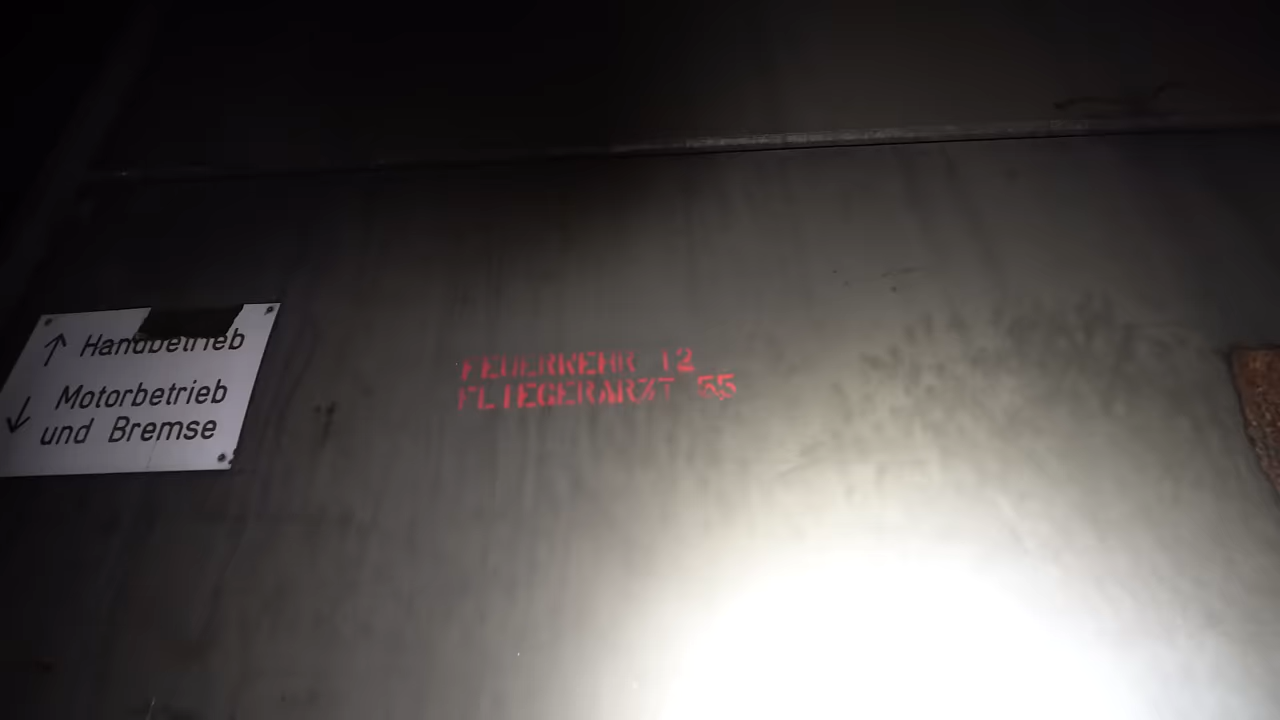 ↑ Handbetrieb
↓ Motorbetrieb
und Bremse
FEUERWEHR 12
FLIEGERARZT 55